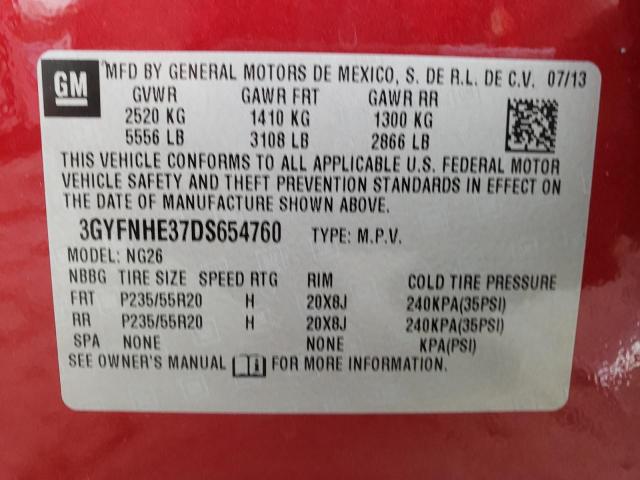 GM MFD BY GENERAL MOTORS DE MEXICO, S. DE R.L. DE C.V. 07/13
GVWR GAWR FRT GAWR RR
2520 KG 1410 KG 1300 KG
5556 LB 3108 LB 2866 LB
THIS VEHICLE CONFORMS TO ALL APPLICABLE U.S. FEDERAL MOTOR
VEHICLE SAFETY AND THEFT PREVENTION STANDARDS IN EFFECT ON
THE DATE OF MANUFACTURE SHOWN ABOVE.
3GYFNHE37DS654760 TYPE: M.P.V.
MODEL: NG26
NBBG TIRE SIZE SPEED RTG RIM COLD TIRE PRESSURE
FRT P235/55R20 H 20X8J 240KPA(35PSI)
RR P235/55R20 H 20X8J 240KPA(35PSI)
SPA NONE NONE KPA(PSI)
SEE OWNER'S MANUAL i FOR MORE INFORMATION.